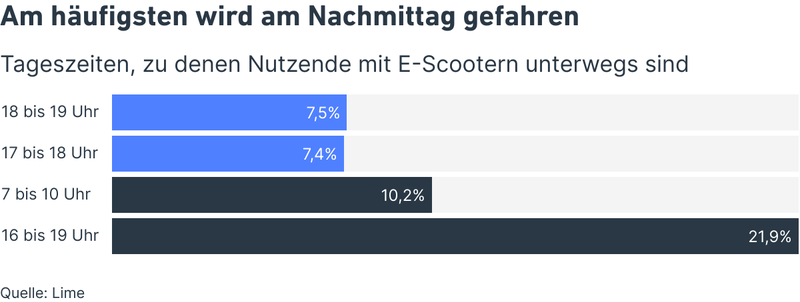 Am häufigsten wird am Nachmittag gefahren
Tageszeiten, zu denen Nutzende mit E-Scootern unterwegs sind
18 bis 19 Uhr 7,5%
17 bis 18 Uhr 7,4%
7 bis 10 Uhr 10,2%
16 bis 19 Uhr 21,9%
Quelle: Lime